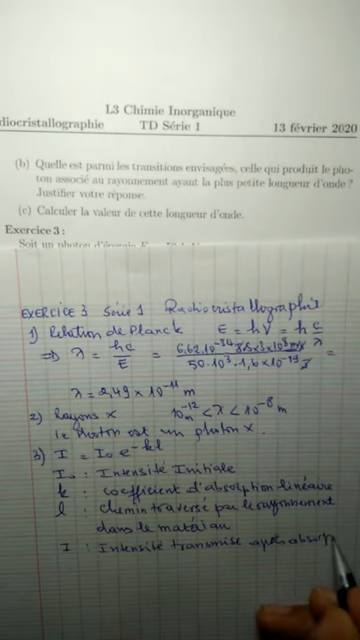 L3 Chimie Inorganique
diocristallographie TD Série 1 13 février 2020
(b) Quelle est parmi les transitions envisagées, celle qui produit le pho-
ton associé au rayonnement ayant la plus petite longueur d'onde ?
Justifier votre réponse.
(c) Calculer la valeur de cette longueur d'onde.
Exercice 3 :
Soit un photon d'énergie
EXERCICE 3 Série 1 Radiocristallographie
1) Relation de Planck E = hν = h c/λ
⇒ λ = hc/E = 6,62.10⁻³⁴ × 3×10⁸ / 50.10³.1,6×10⁻¹⁹ =
λ = 2,49 × 10⁻¹¹ m
2) Rayons X 10⁻¹² m < λ < 10⁻⁸ m
le photon est un photon X.
3) I = I₀ e⁻ᵏˡ
I₀ : Intensité Initiale
k : coefficient d'absorption linéaire
l : chemin traversé par le rayonnement
dans le matériau
I : Intensité transmise après absorp